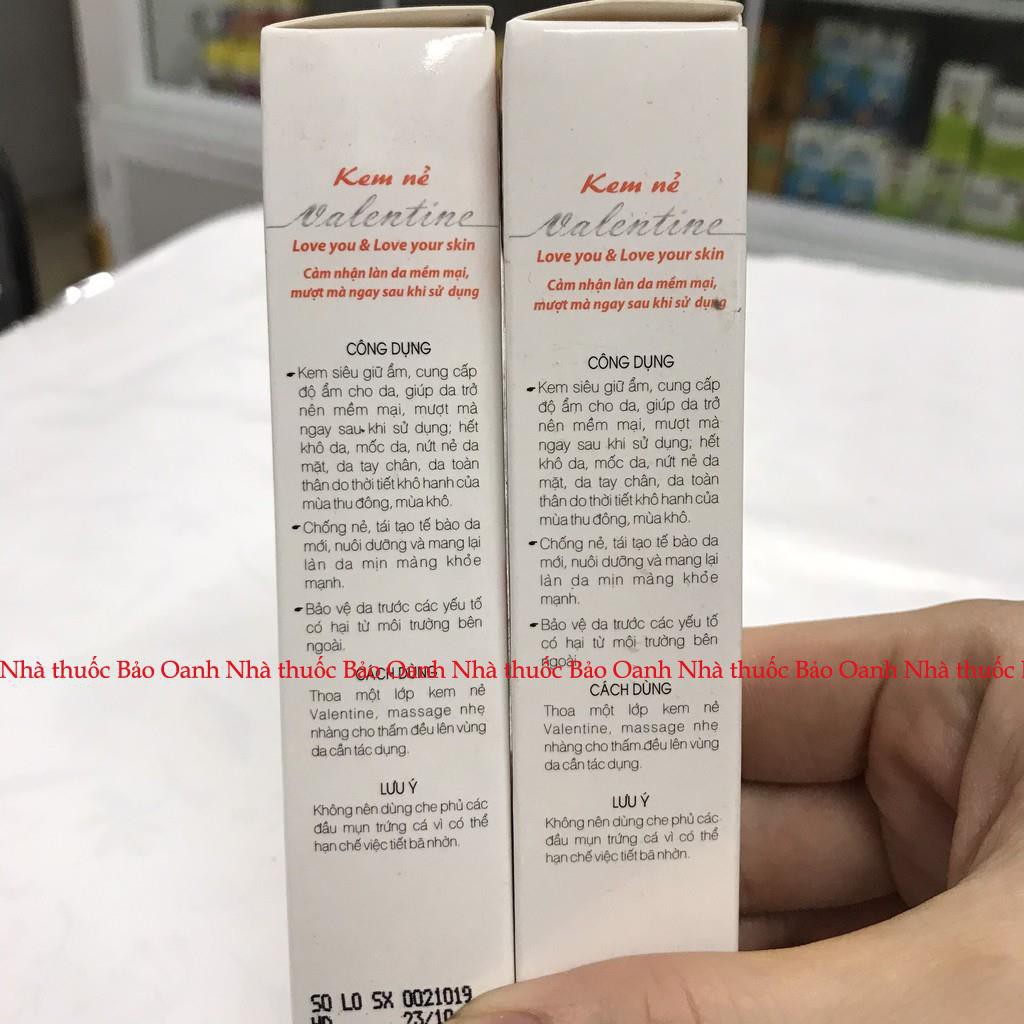 Kem nẻ
Valentine
Love you & Love your skin
Cảm nhận làn da mềm mại,
mượt mà ngay sau khi sử dụng
CÔNG DỤNG
Kem siêu giữ ẩm, cung cấp
độ ẩm cho da, giúp da trở
nên mềm mại, mượt mà
ngay sau khi sử dụng; hết
khô da, mốc da, nứt nẻ da
mặt, da tay chân, da toàn
thân do thời tiết khô hanh của
mùa thu đông, mùa khô.
Chống nẻ, tái tạo tế bào da
mới, nuôi dưỡng và mang lại
làn da mịn màng khỏe
mạnh.
Bảo vệ da trước các yếu tố
có hại từ môi trường bên
ngoài.
CÁCH DÙNG
Thoa một lớp kem nẻ
Valentine, massage nhẹ
nhàng cho thấm đều lên vùng
da cần tác dụng.
LƯU Ý
Không nên dùng che phủ các
đầu mụn trứng cá vì có thể
hạn chế việc tiết bã nhờn.
SO LO SX 0021019
HD 23/10
Kem nẻ
Valentine
Love you & Love your skin
Cảm nhận làn da mềm mại,
mượt mà ngay sau khi sử dụng
CÔNG DỤNG
Kem siêu giữ ẩm, cung cấp
độ ẩm cho da, giúp da trở
nên mềm mại, mượt mà
ngay sau khi sử dụng; hết
khô da, mốc da, nứt nẻ da
mặt, da tay chân, da toàn
thân do thời tiết khô hanh của
mùa thu đông, mùa khô.
Chống nẻ, tái tạo tế bào da
mới, nuôi dưỡng và mang lại
làn da mịn màng khỏe
mạnh.
Bảo vệ da trước các yếu tố
có hại từ môi trường bên
ngoài.
CÁCH DÙNG
Thoa một lớp kem nẻ
Valentine, massage nhẹ
nhàng cho thấm đều lên vùng
da cần tác dụng.
LƯU Ý
Không nên dùng che phủ các
đầu mụn trứng cá vì có thể
hạn chế việc tiết bã nhờn.
Nhà thuốc Bảo Oanh Nhà thuốc Bảo Oanh Nhà thuốc Bảo Oanh Nhà thuốc Bảo Oanh Nhà thuốc